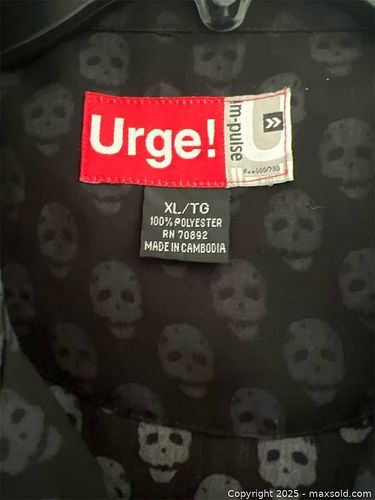 Urge!
im-pulse
XL/TG
100% POLYESTER
RN 70892
MADE IN CAMBODIA
Copyright © 2025 - maxsold.com